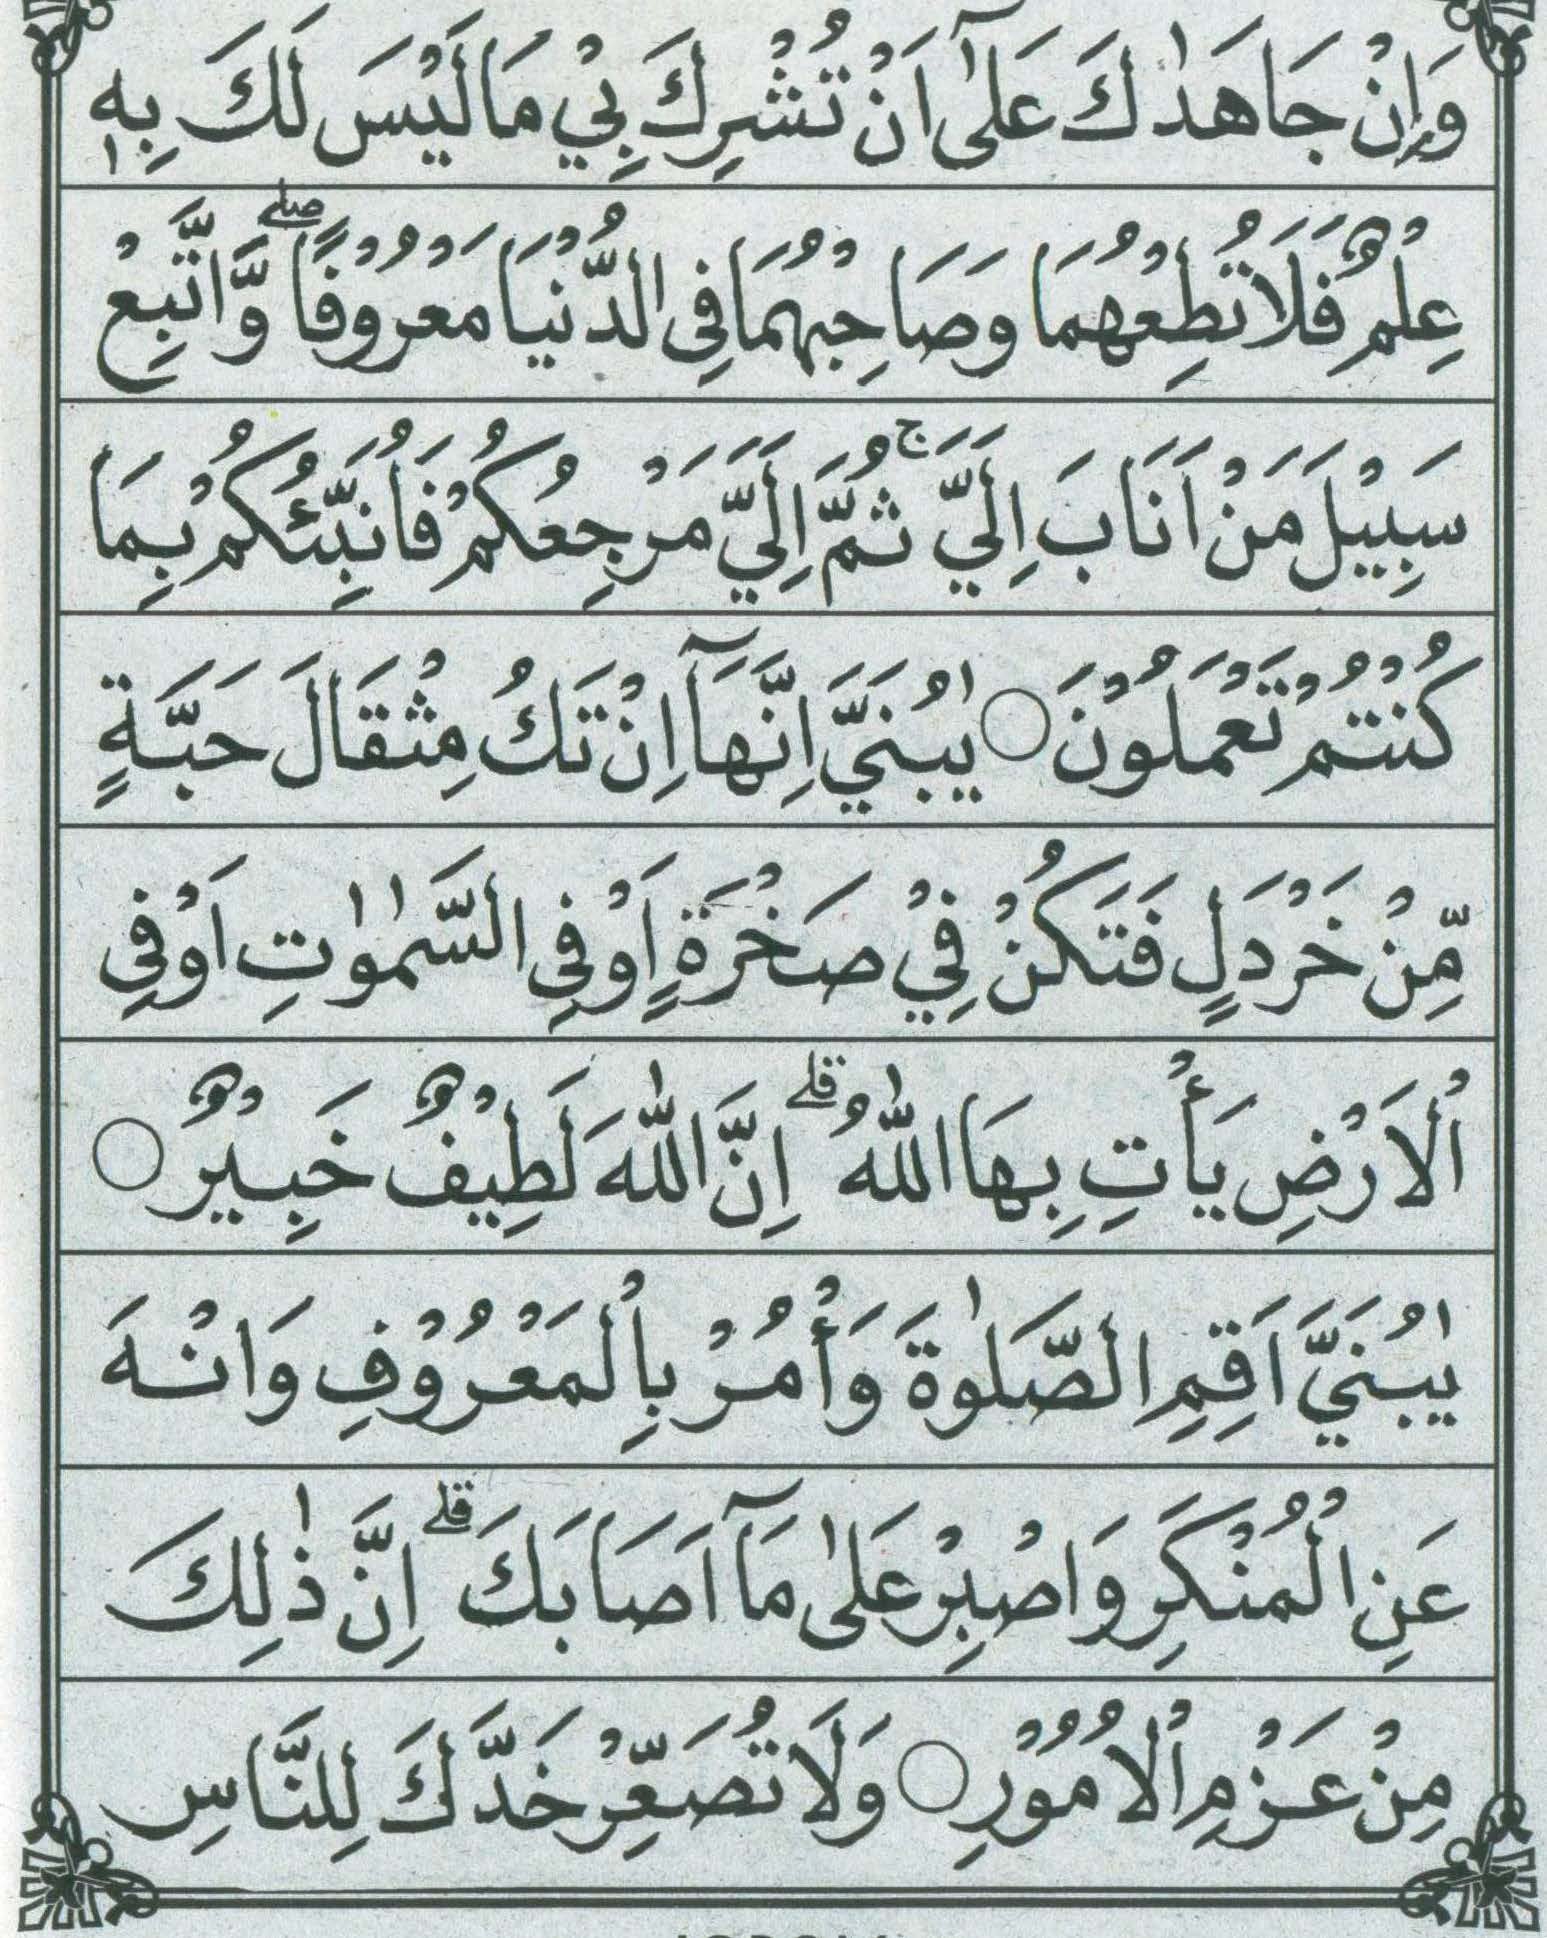 وَاِنْ جَاهَدٰكَ عَلٰٓى اَنْ تُشْرِكَ بِيْ مَا لَيْسَ لَكَ بِهٖ
عِلْمٌ فَلَا تُطِعْهُمَا وَصَاحِبْهُمَا فِى الدُّنْيَا مَعْرُوْفًا ۖ وَّاتَّبِعْ
سَبِيْلَ مَنْ اَنَابَ اِلَيَّ ۚ ثُمَّ اِلَيَّ مَرْجِعُكُمْ فَاُنَبِّئُكُمْ بِمَا
كُنْتُمْ تَعْمَلُوْنَ ○ يٰبُنَيَّ اِنَّهَآ اِنْ تَكُ مِثْقَالَ حَبَّةٍ
مِّنْ خَرْدَلٍ فَتَكُنْ فِيْ صَخْرَةٍ اَوْ فِى السَّمٰوٰتِ اَوْ فِى
الْاَرْضِ يَأْتِ بِهَا اللّٰهُ ۗ اِنَّ اللّٰهَ لَطِيْفٌ خَبِيْرٌ ○
يٰبُنَيَّ اَقِمِ الصَّلٰوةَ وَأْمُرْ بِالْمَعْرُوْفِ وَانْهَ
عَنِ الْمُنْكَرِ وَاصْبِرْ عَلٰى مَآ اَصَابَكَ ۗ اِنَّ ذٰلِكَ
مِنْ عَزْمِ الْاُمُوْرِ ○ وَلَا تُصَعِّرْ خَدَّكَ لِلنَّاسِ